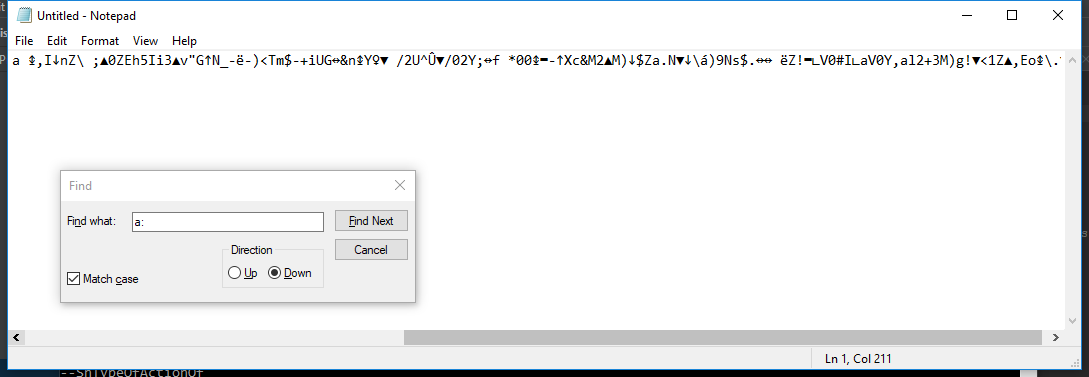 Untitled - Notepad
File Edit Format View Help
a ↨,I↓nZ\ ;▲0ZEh5Ii3▲v"G↑N_-ë-)<Tm$-+iUG↔&n↨YØ▼ /2U^Û▼/02Y;↔f *00↨▬-↑Xc&M2▲M)↓$Za.N▼↓\á)9Ns$.↔↔ ëZ!▬∟V0#I∟aV0Y,al2+3M)g!▼<1Z▲,Eo↨\.
Find
Find what: a: Find Next
Direction Cancel
Up Down
Match case
Ln 1, Col 211
--ShTypeOfActionOf